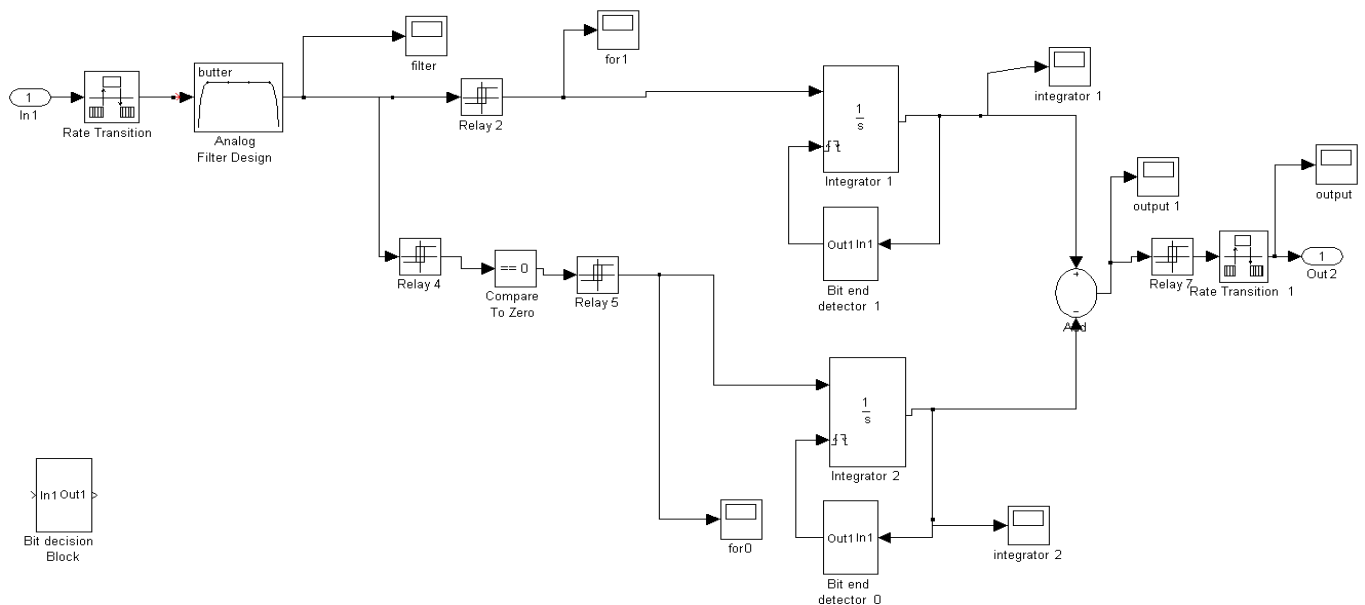 filter
for1
butter
1
In1
Rate Transition
Analog
Filter Design
Relay 2
1
s
Integrator 1
integrator 1
output 1
output
Out1 In1
Bit end
detector 1
Relay 4
== 0
Compare
To Zero
Relay 5
Relay 7
Rate Transition 1
1
Out2
+
−
Add
1
s
Integrator 2
In1 Out1
Bit decision
Block
for0
Out1 In1
Bit end
detector 0
integrator 2